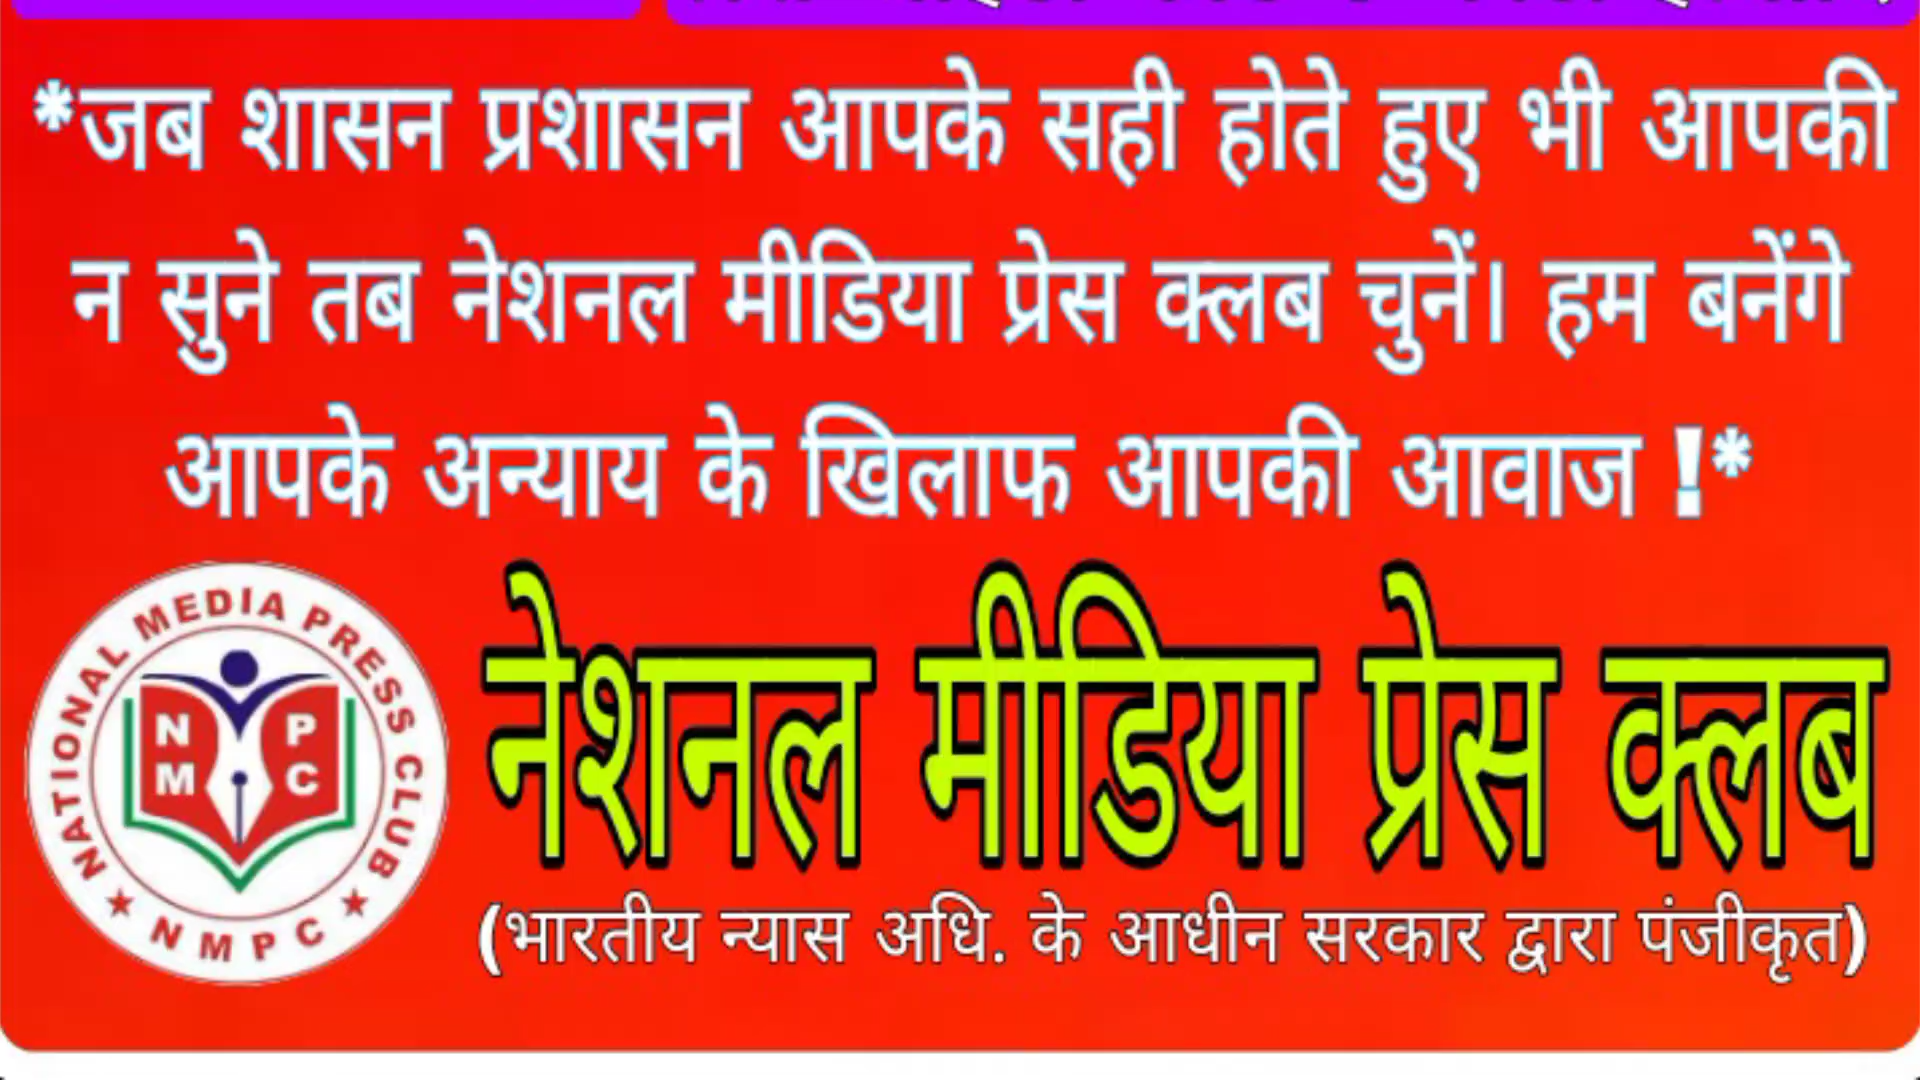 *जब शासन प्रशासन आपके सही होते हुए भी आपकी
न सुने तब नेशनल मीडिया प्रेस क्लब चुनें। हम बनेंगे
आपके अन्याय के खिलाफ आपकी आवाज !*
नेशनल मीडिया प्रेस क्लब
(भारतीय न्यास अधि. के आधीन सरकार द्वारा पंजीकृत)
NATIONAL MEDIA PRESS CLUB
N P
M C
★ NMPC ★